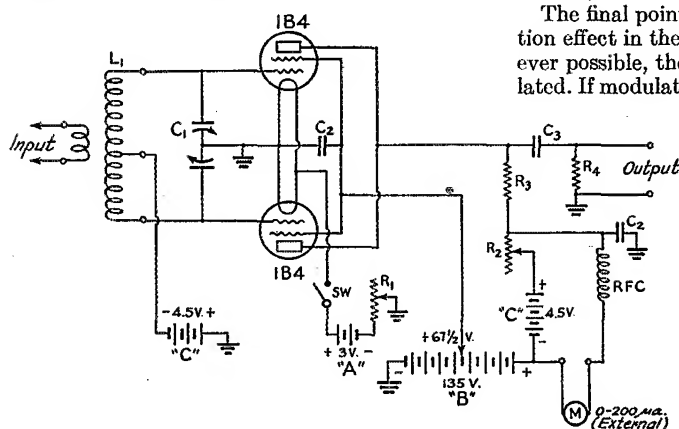 The final poin
tion effect in the
ever possible, the
lated. If modulat
1B4
L1
C1
C2
Input
C3
R3
R4
Output
1B4
R2
C2
RFC
SW
R1
-4.5V.+
"C"
+ 3V. -
"A"
+67½ V.
+
"C" 4.5V.
-
- 135 V. +
"B"
M 0-200 μa.
(External)